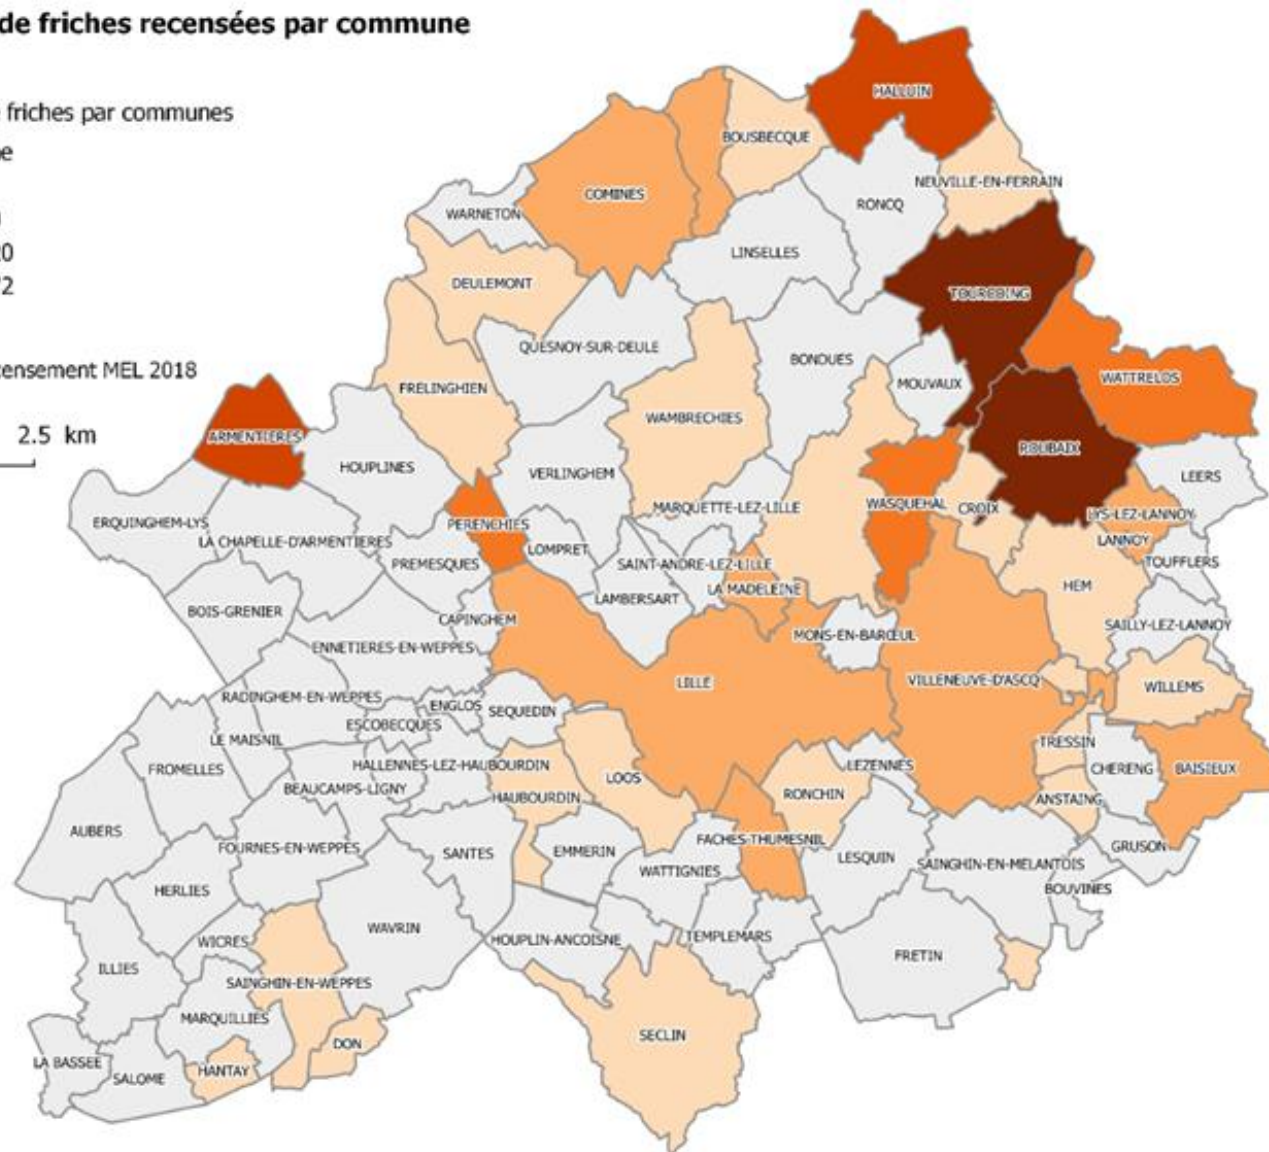 de friches recensées par commune
friches par communes
20
censement MEL 2018
2.5 km
HALLUIN
BOUSBECQUE
NEUVILLE-EN-FERRAIN
COMINES
RONCQ
WARNETON
LINSELLES
DEULEMONT
TOURCOING
QUESNOY-SUR-DEULE
BONDUES
WATTRELOS
FRELINGHIEN
MOUVAUX
WAMBRECHIES
ARMENTIERES
ROUBAIX
HOUPLINES
VERLINGHEM
LEERS
MARQUETTE-LEZ-LILLE
WASQUEHAL
CROIX
LYS-LEZ-LANNOY
ERQUINGHEM-LYS
PERENCHIES
LANNOY
LA CHAPELLE-D'ARMENTIERES
LOMPRET
PREMESQUES
SAINT-ANDRE-LEZ-LILLE
TOUFFLERS
LA MADELEINE
HEM
LAMBERSART
BOIS-GRENIER
CAPINGHEM
MONS-EN-BARŒUL
SAILLY-LEZ-LANNOY
ENNETIERES-EN-WEPPES
LILLE
VILLENEUVE-D'ASCQ
WILLEMS
RADINGHEM-EN-WEPPES
ENGLOS
SEQUEDIN
ESCOBECQUES
LE MAISNIL
TRESSIN
FROMELLES
HALLENNES-LEZ-HAUBOURDIN
LEZENNES
CHERENG
BAISIEUX
LOOS
BEAUCAMPS-LIGNY
HAUBOURDIN
RONCHIN
ANSTAING
AUBERS
FACHES-THUMESNIL
FOURNES-EN-WEPPES
SANTES
EMMERIN
GRUSON
LESQUIN
SAINGHIN-EN-MELANTOIS
WATTIGNIES
HERLIES
BOUVINES
WAVRIN
WICRES
HOUPLIN-ANCOISNE
TEMPLEMARS
FRETIN
ILLIES
SAINGHIN-EN-WEPPES
MARQUILLIES
SECLIN
DON
LA BASSEE
HANTAY
SALOME